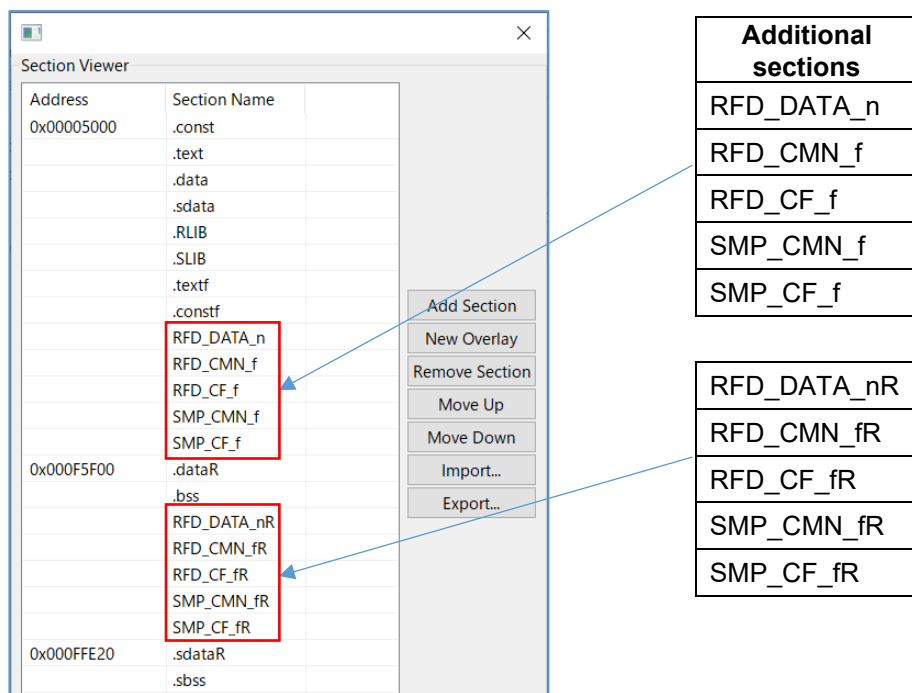 Section Viewer
Address Section Name
0x00005000 .const
.text
.data
.sdata
.RLIB
.SLIB
.textf
.constf
RFD_DATA_n
RFD_CMN_f
RFD_CF_f
SMP_CMN_f
SMP_CF_f
0x000F5F00 .dataR
.bss
RFD_DATA_nR
RFD_CMN_fR
RFD_CF_fR
SMP_CMN_fR
SMP_CF_fR
0x000FFE20 .sdataR
.sbss
Add Section
New Overlay
Remove Section
Move Up
Move Down
Import...
Export...
Additional
sections
RFD_DATA_n
RFD_CMN_f
RFD_CF_f
SMP_CMN_f
SMP_CF_f
RFD_DATA_nR
RFD_CMN_fR
RFD_CF_fR
SMP_CMN_fR
SMP_CF_fR